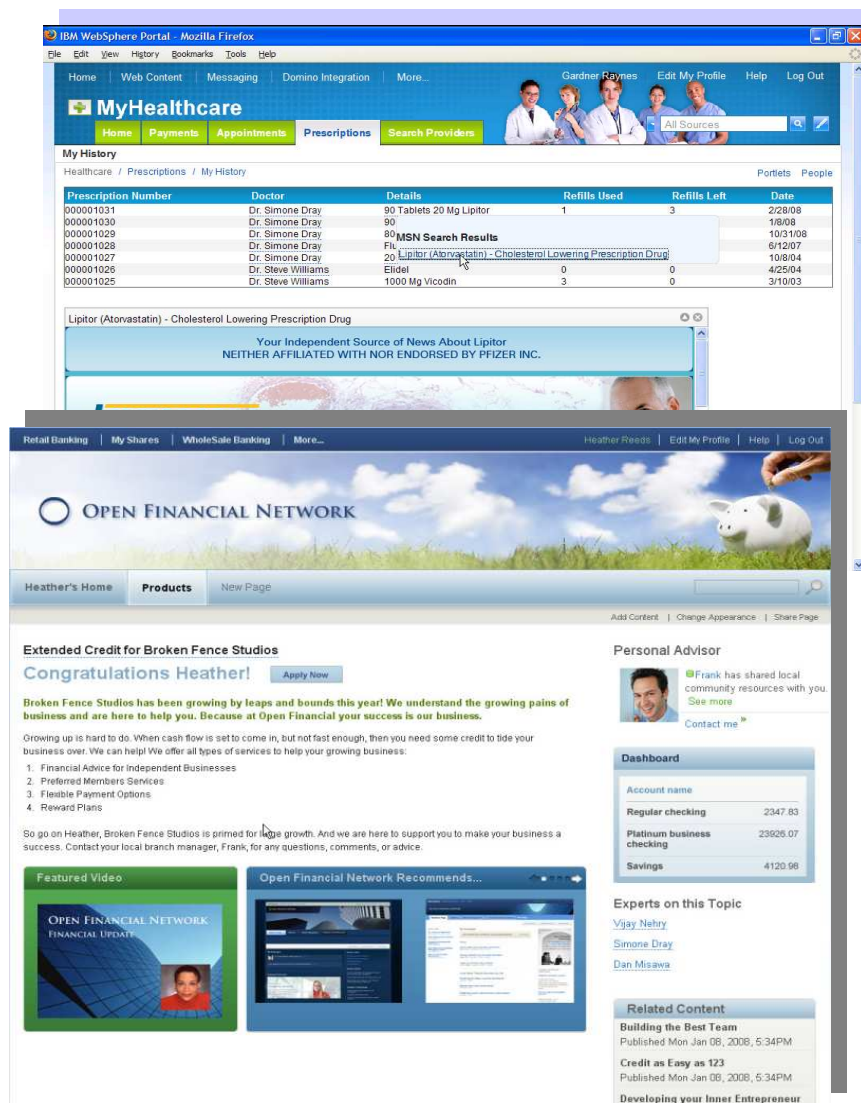 IBM WebSphere Portal - Mozilla Firefox
File Edit View History Bookmarks Tools Help
Home | Web Content | Messaging | Domino Integration | More...
Gardner Raynes Edit My Profile Help Log Out
MyHealthcare
All Sources
Home Payments Appointments Prescriptions Search Providers
My History
Healthcare / Prescriptions / My History
Portlets People
Prescription Number Doctor Details Refills Used Refills Left Date
000001031 Dr. Simone Dray 90 Tablets 20 Mg Lipitor 1 3 2/28/08
000001030 Dr. Simone Dray 90 1/8/08
000001029 Dr. Simone Dray 80 10/31/08
MSN Search Results
000001028 Dr. Simone Dray Flu 6/12/07
000001027 Dr. Simone Dray 20 10/8/04
Lipitor (Atorvastatin) - Cholesterol Lowering Prescription Drug
000001026 Dr. Steve Williams Elidel 0 0 4/25/04
000001025 Dr. Steve Williams 1000 Mg Vicodin 3 0 3/10/03
Lipitor (Atorvastatin) - Cholesterol Lowering Prescription Drug
Your Independent Source of News About Lipitor
NEITHER AFFILIATED WITH NOR ENDORSED BY PFIZER INC.
Retail Banking | My Shares | WholeSale Banking | More...
Heather Reeds | Edit My Profile | Help | Log Out
OPEN FINANCIAL NETWORK
Heather's Home Products New Page
Add Content | Change Appearance | Share Page
Extended Credit for Broken Fence Studios
Congratulations Heather! Apply Now
Broken Fence Studios has been growing by leaps and bounds this year! We understand the growing pains of
business and are here to help you. Because at Open Financial your success is our business.
Growing up is hard to do. When cash flow is set to come in, but not fast enough, then you need some credit to tide your
business over. We can help! We offer all types of services to help your growing business:
1. Financial Advice for Independent Businesses
2. Preferred Members Services
3. Flexible Payment Options
4. Reward Plans
So go on Heather, Broken Fence Studios is primed for large growth. And we are here to support you to make your business a
success. Contact your local branch manager, Frank, for any questions, comments, or advice.
Featured Video
OPEN FINANCIAL NETWORK
FINANCIAL UPDATE
Open Financial Network Recommends...
Personal Advisor
Frank has shared local
community resources with you.
See more
Contact me »
Dashboard
Account name
Regular checking 2347.83
Platinum business
checking 23926.07
Savings 4120.98
Experts on this Topic
Vijay Nehry
Simone Dray
Dan Misawa
Related Content
Building the Best Team
Published Mon Jan 08, 2008, 5:34PM
Credit as Easy as 123
Published Mon Jan 08, 2008, 5:34PM
Developing your Inner Entrepreneur